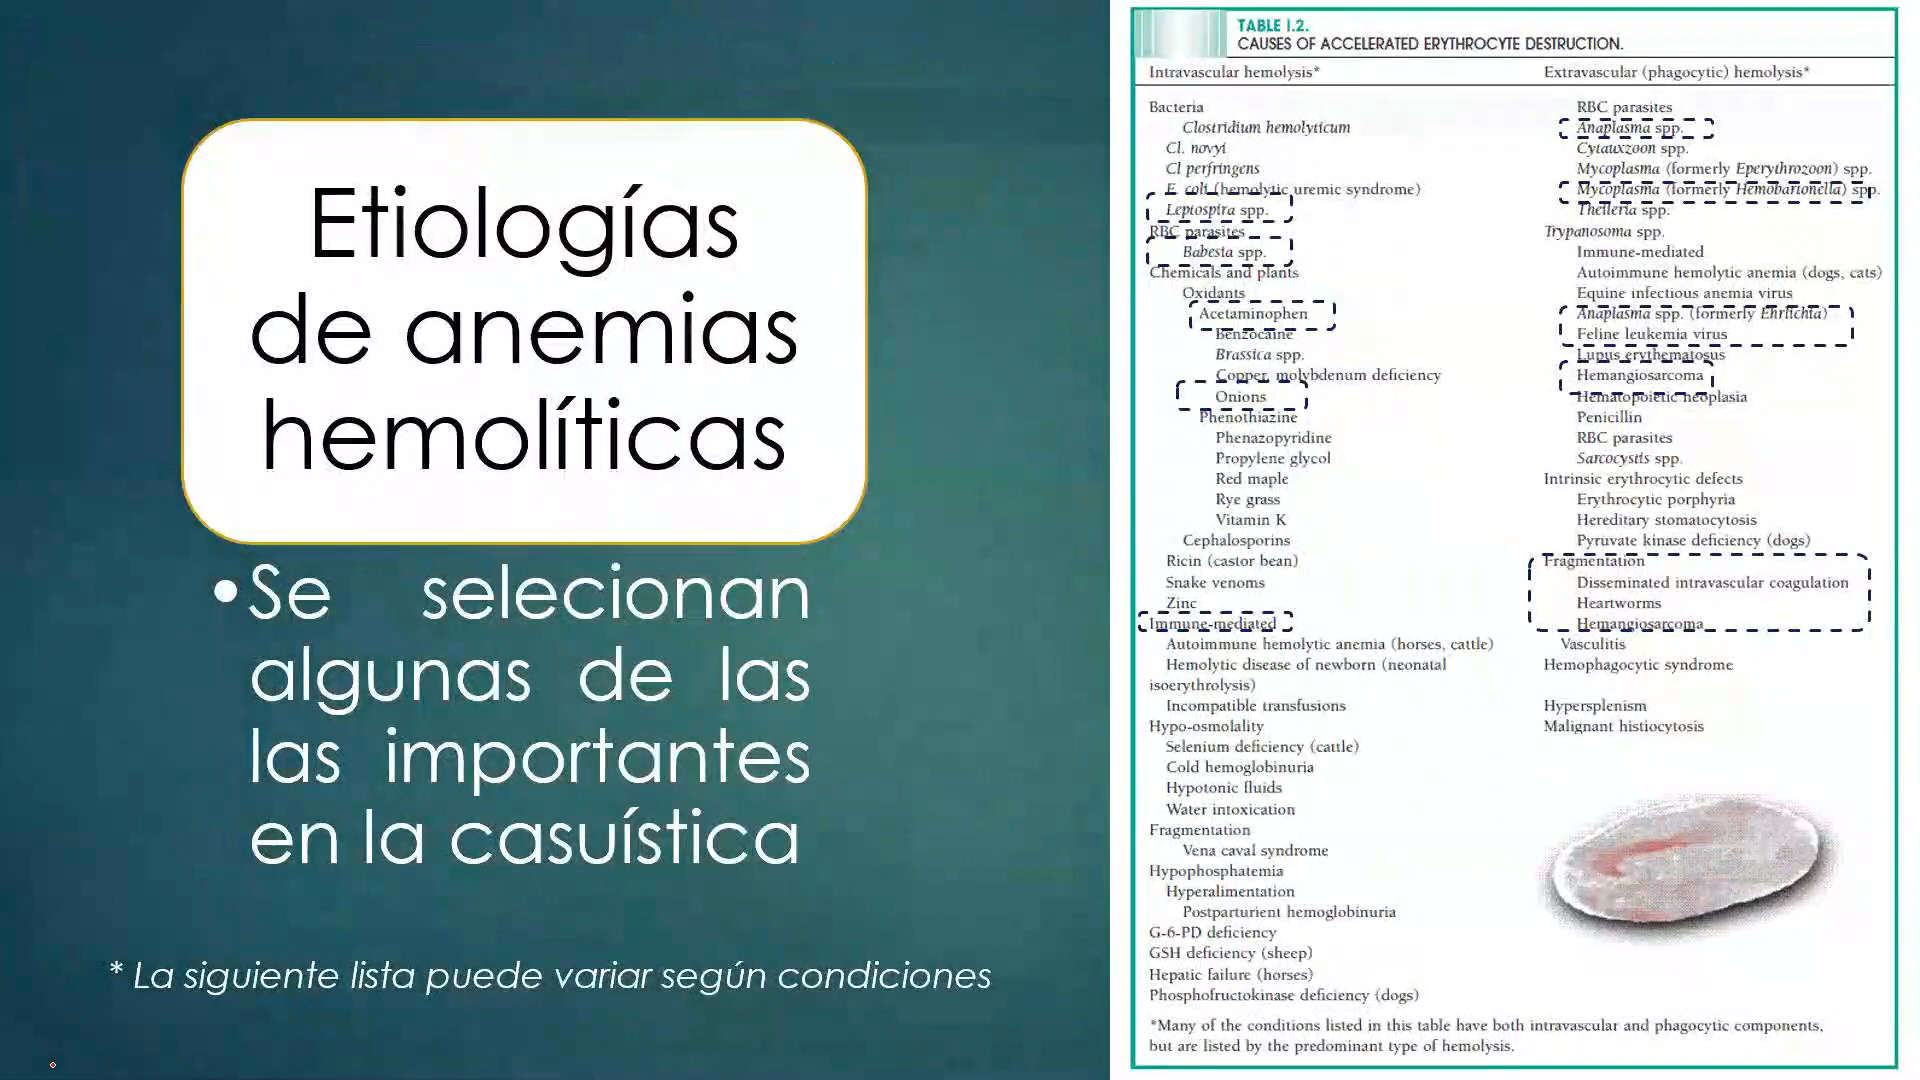 Etiologías
de anemias
hemolíticas
•Se selecionan
algunas de las
las importantes
en la casuística
* La siguiente lista puede variar según condiciones
TABLE I.2.
CAUSES OF ACCELERATED ERYTHROCYTE DESTRUCTION.
Intravascular hemolysis*
Bacteria
Clostridium hemolyticum
Cl. novyi
Cl perfringens
E. coli (hemolytic uremic syndrome)
Leptospira spp.
RBC parasites
Babesia spp.
Chemicals and plants
Oxidants
Acetaminophen
Benzocaine
Brassica spp.
Copper, molybdenum deficiency
Onions
Phenothiazine
Phenazopyridine
Propylene glycol
Red maple
Rye grass
Vitamin K
Cephalosporins
Ricin (castor bean)
Snake venoms
Zinc
Immune-mediated
Autoimmune hemolytic anemia (horses, cattle)
Hemolytic disease of newborn (neonatal
isoerythrolysis)
Incompatible transfusions
Hypo-osmolality
Selenium deficiency (cattle)
Cold hemoglobinuria
Hypotonic fluids
Water intoxication
Fragmentation
Vena caval syndrome
Hypophosphatemia
Hyperalimentation
Postparturient hemoglobinuria
G-6-PD deficiency
GSH deficiency (sheep)
Hepatic failure (horses)
Phosphofructokinase deficiency (dogs)
Extravascular (phagocytic) hemolysis*
RBC parasites
Anaplasma spp.
Cytauxzoon spp.
Mycoplasma (formerly Eperythrozoon) spp.
Mycoplasma (formerly Hemobartonella) spp.
Theileria spp.
Trypanosoma spp.
Immune-mediated
Autoimmune hemolytic anemia (dogs, cats)
Equine infectious anemia virus
Anaplasma spp. (formerly Ehrlichia)
Feline leukemia virus
Lupus erythematosus
Hemangiosarcoma
Hematopoietic neoplasia
Penicillin
RBC parasites
Sarcocystis spp.
Intrinsic erythrocytic defects
Erythrocytic porphyria
Hereditary stomatocytosis
Pyruvate kinase deficiency (dogs)
Fragmentation
Disseminated intravascular coagulation
Heartworms
Hemangiosarcoma
Vasculitis
Hemophagocytic syndrome
Hypersplenism
Malignant histiocytosis
*Many of the conditions listed in this table have both intravascular and phagocytic components,
but are listed by the predominant type of hemolysis.